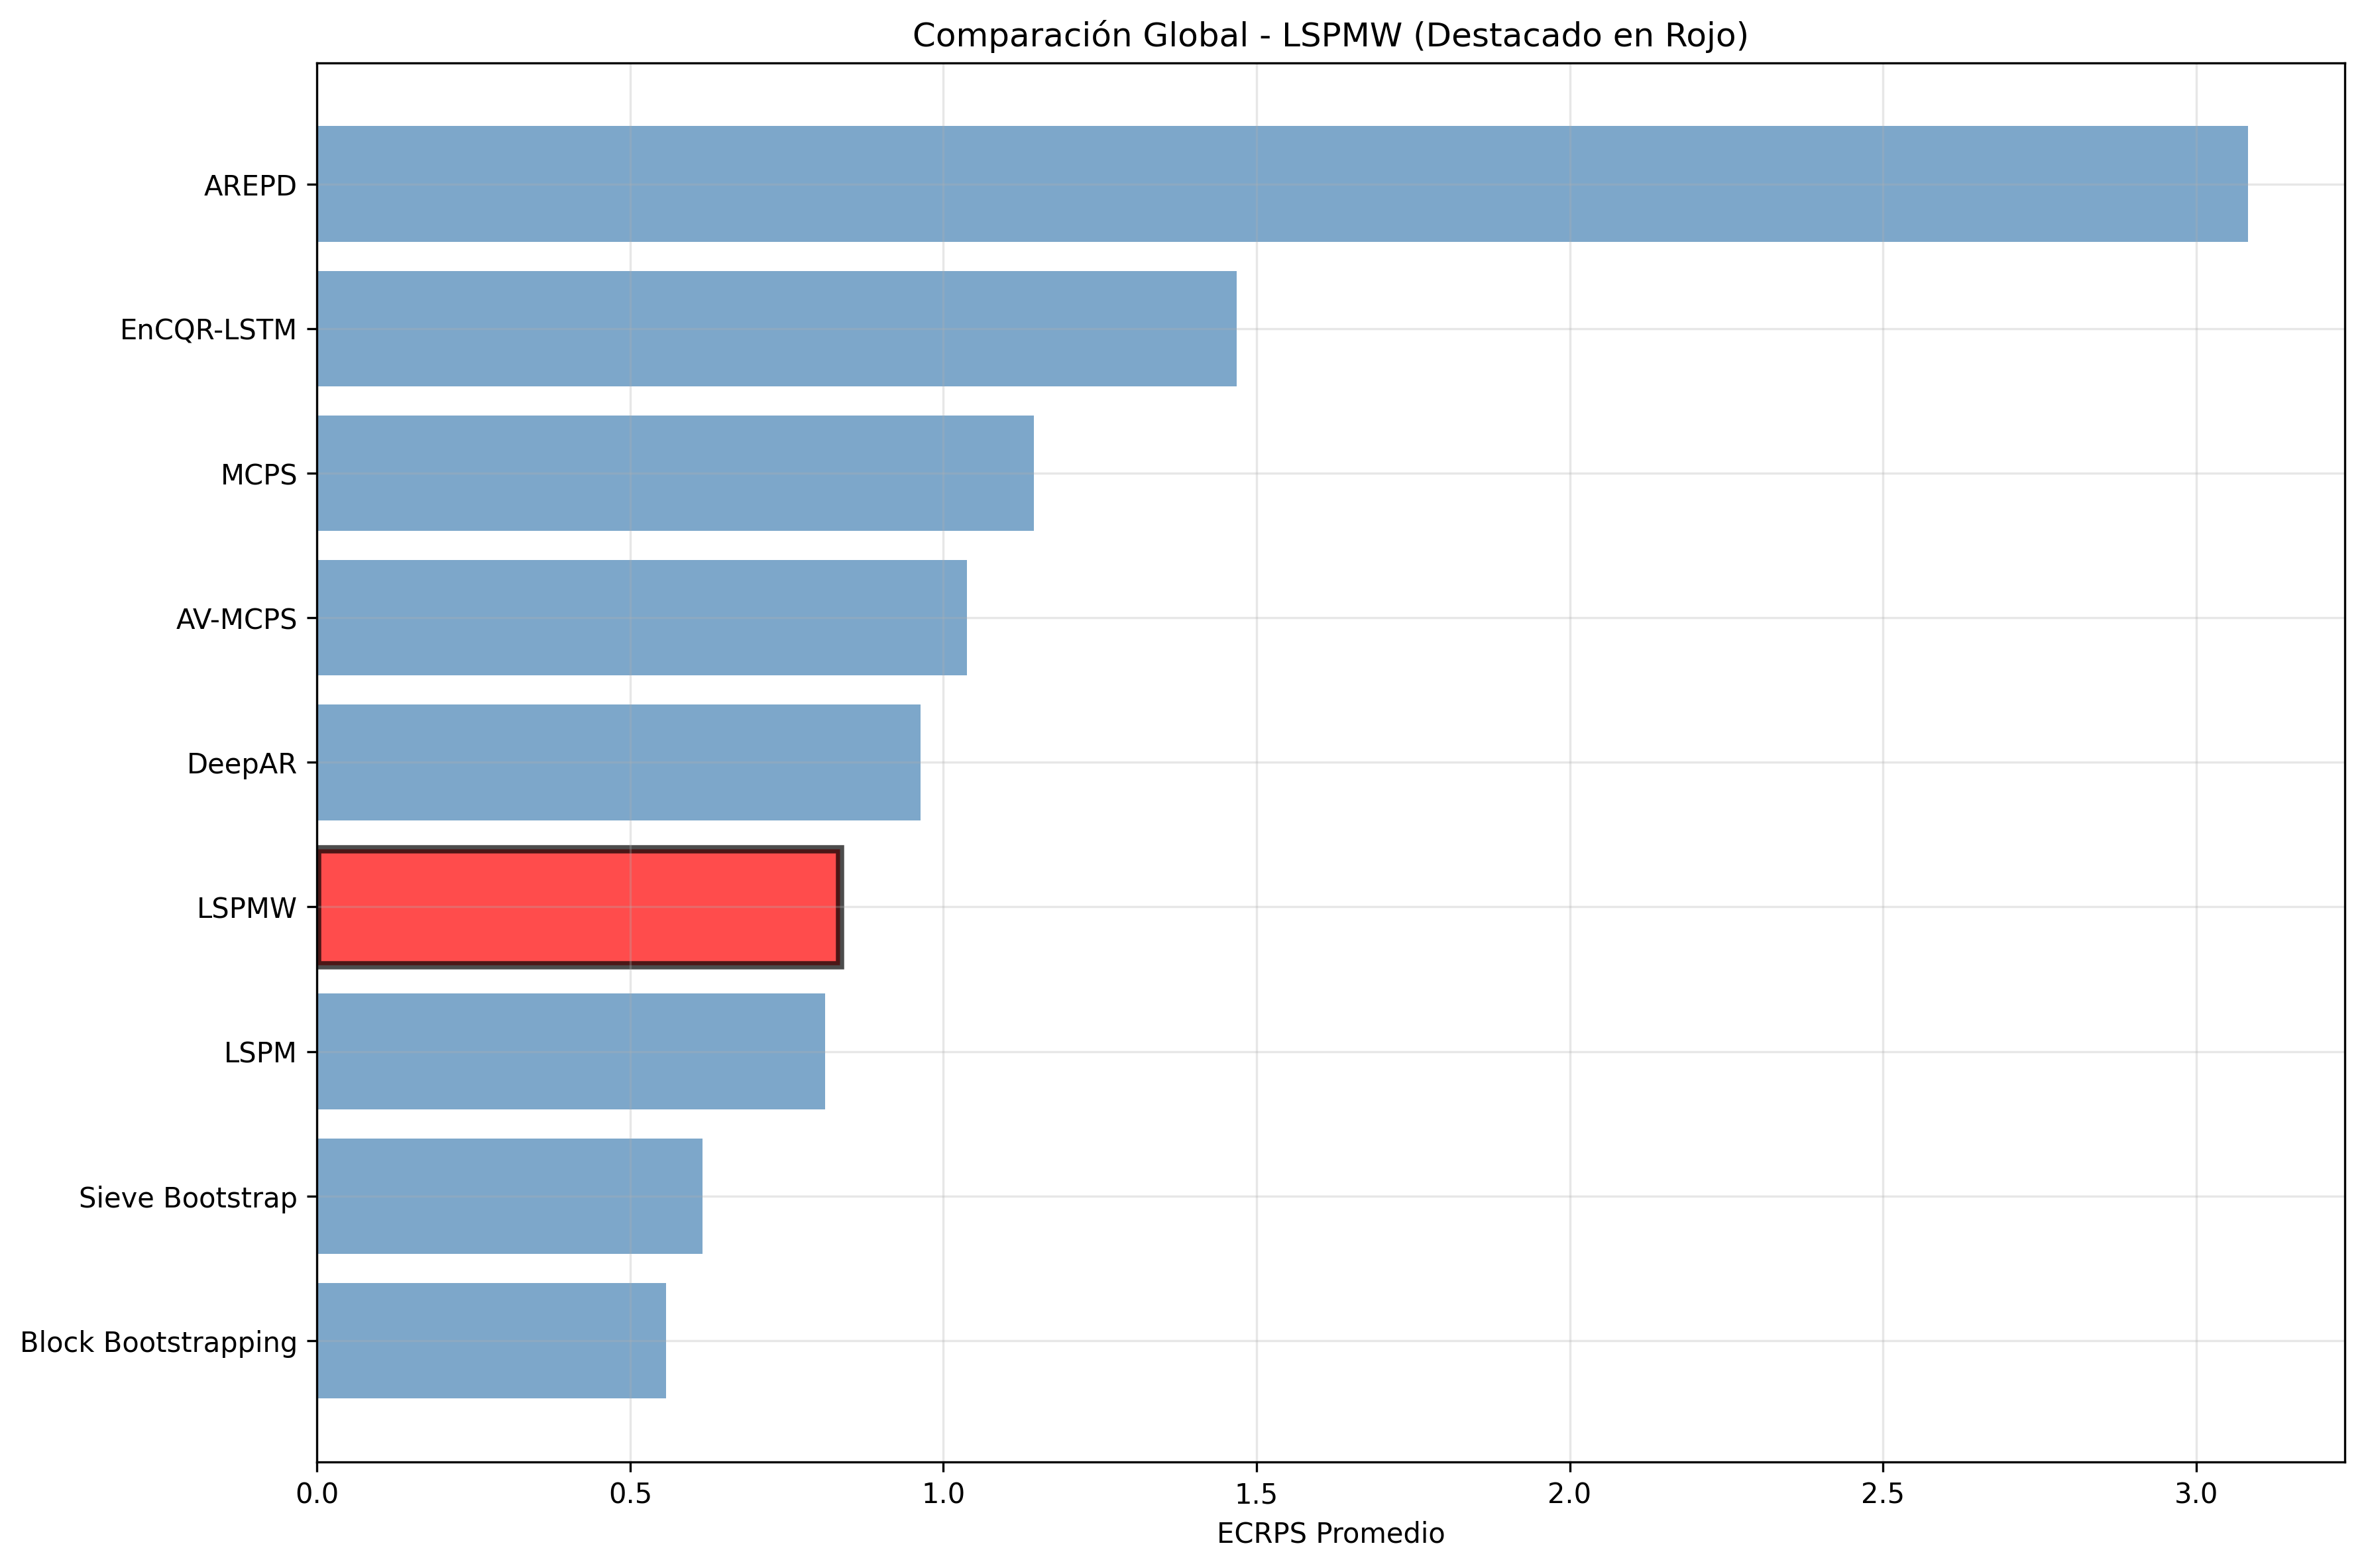 Comparación Global - LSPMW (Destacado en Rojo)
AREPD
EnCQR-LSTM
MCPS
AV-MCPS
DeepAR
LSPMW
LSPM
Sieve Bootstrap
Block Bootstrapping
0.0 0.5 1.0 1.5 2.0 2.5 3.0
ECRPS Promedio